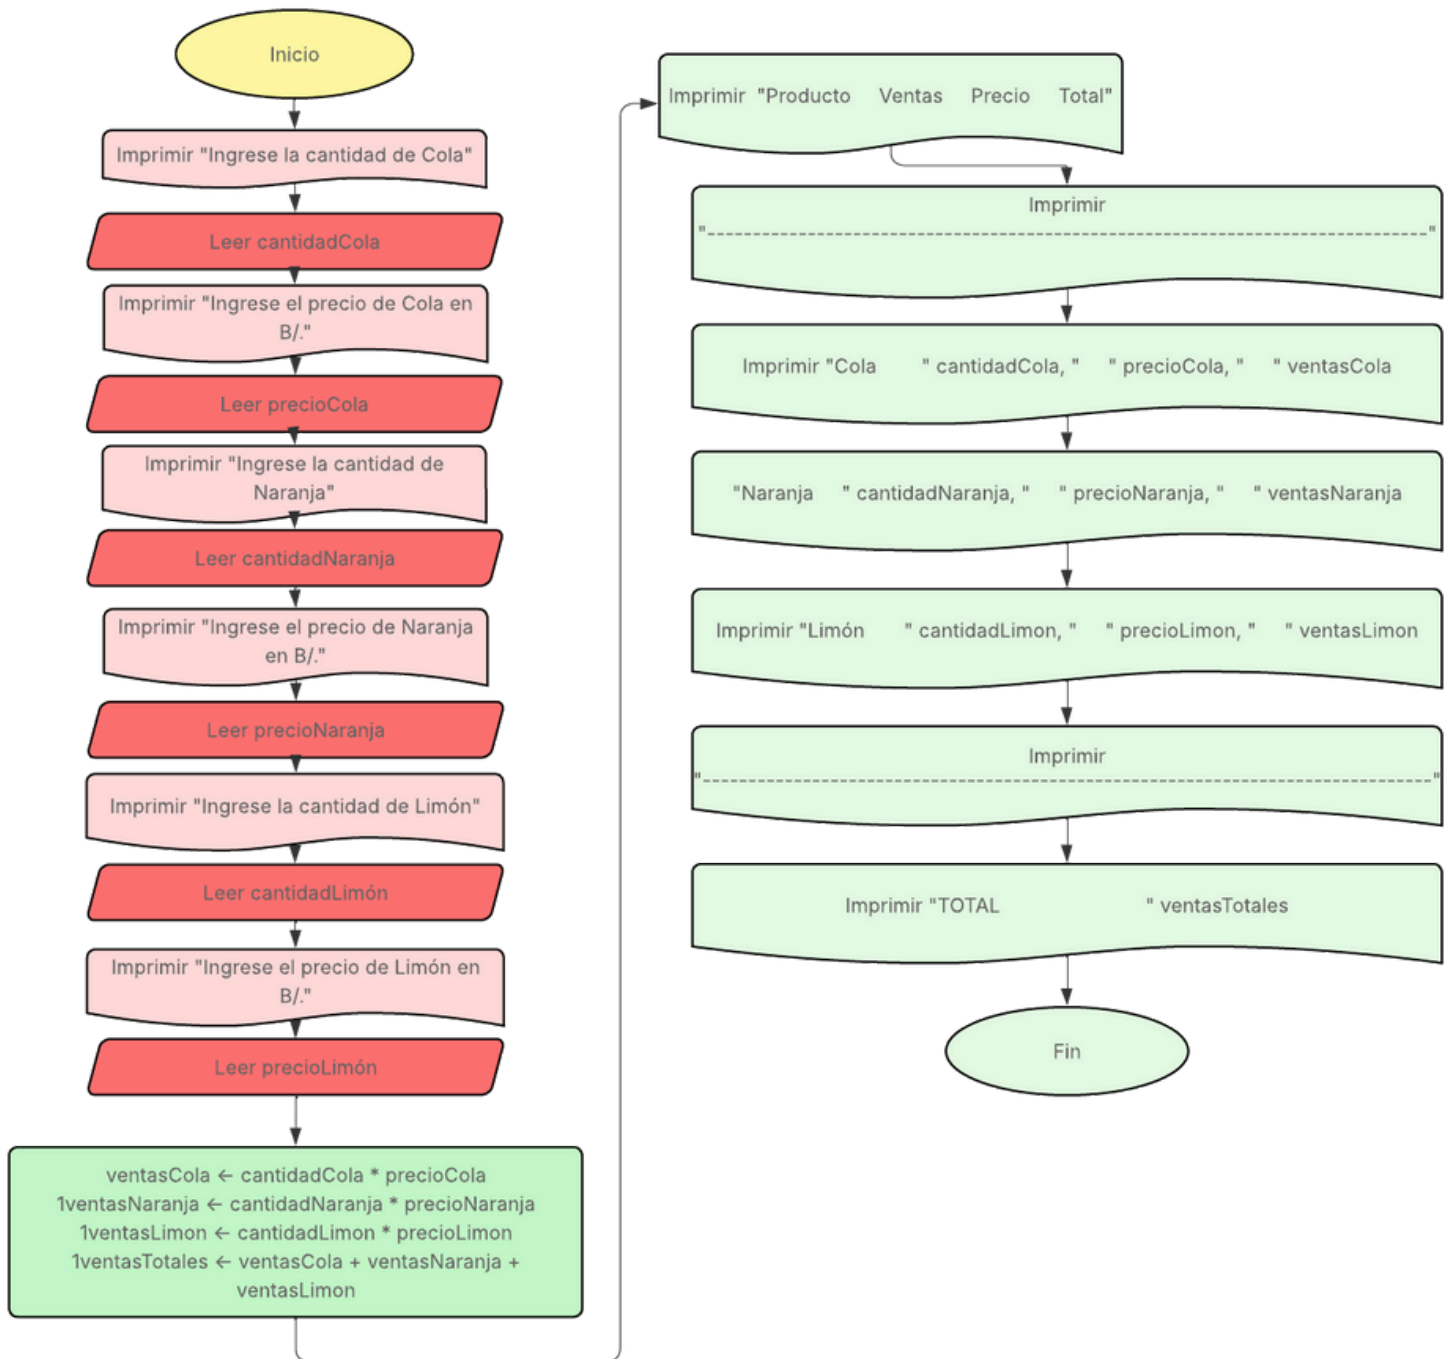 Inicio
Imprimir "Ingrese la cantidad de Cola"
Leer cantidadCola
Imprimir "Ingrese el precio de Cola en
B/."
Leer precioCola
Imprimir "Ingrese la cantidad de
Naranja"
Leer cantidadNaranja
Imprimir "Ingrese el precio de Naranja
en B/."
Leer precioNaranja
Imprimir "Ingrese la cantidad de Limón"
Leer cantidadLimón
Imprimir "Ingrese el precio de Limón en
B/."
Leer precioLimón
ventasCola ← cantidadCola * precioCola
1ventasNaranja ← cantidadNaranja * precioNaranja
1ventasLimon ← cantidadLimon * precioLimon
1ventasTotales ← ventasCola + ventasNaranja +
ventasLimon
Imprimir "Producto Ventas Precio Total"
Imprimir
"------------------------------------------------------------------------"
Imprimir "Cola " cantidadCola, " " precioCola, " " ventasCola
"Naranja " cantidadNaranja, " " precioNaranja, " " ventasNaranja
Imprimir "Limón " cantidadLimon, " " precioLimon, " " ventasLimon
Imprimir
"-------------------------------------------------------------------------"
Imprimir "TOTAL " ventasTotales
Fin